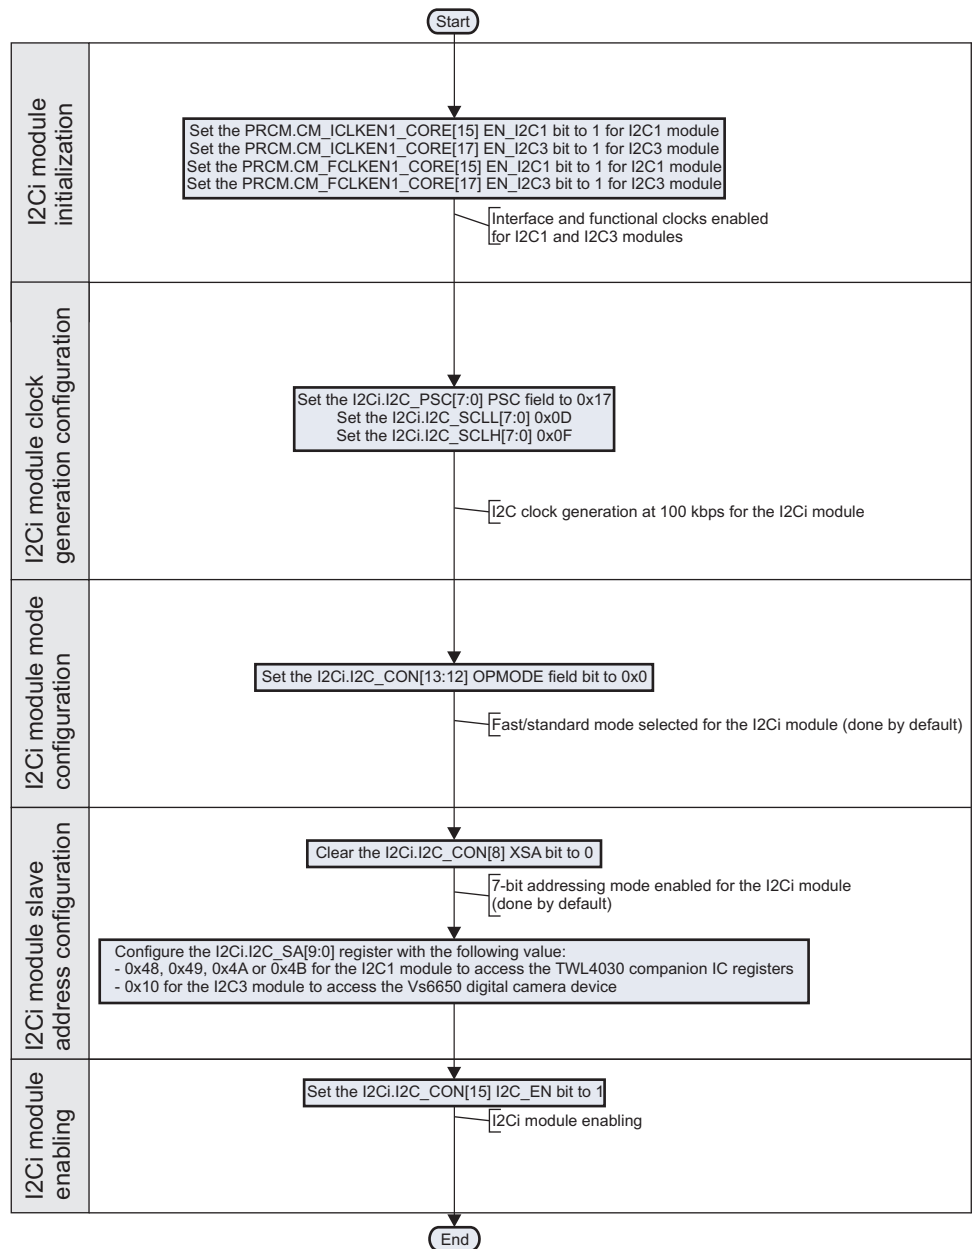 Start
I2Ci module
initialization
Set the PRCM.CM_ICLKEN1_CORE[15] EN_I2C1 bit to 1 for I2C1 module
Set the PRCM.CM_ICLKEN1_CORE[17] EN_I2C3 bit to 1 for I2C3 module
Set the PRCM.CM_FCLKEN1_CORE[15] EN_I2C1 bit to 1 for I2C1 module
Set the PRCM.CM_FCLKEN1_CORE[17] EN_I2C3 bit to 1 for I2C3 module
Interface and functional clocks enabled
for I2C1 and I2C3 modules
I2Ci module clock
generation configuration
Set the I2Ci.I2C_PSC[7:0] PSC field to 0x17
Set the I2Ci.I2C_SCLL[7:0] 0x0D
Set the I2Ci.I2C_SCLH[7:0] 0x0F
I2C clock generation at 100 kbps for the I2Ci module
I2Ci module mode
configuration
Set the I2Ci.I2C_CON[13:12] OPMODE field bit to 0x0
Fast/standard mode selected for the I2Ci module (done by default)
I2Ci module slave
address configuration
Clear the I2Ci.I2C_CON[8] XSA bit to 0
7-bit addressing mode enabled for the I2Ci module
(done by default)
Configure the I2Ci.I2C_SA[9:0] register with the following value:
- 0x48, 0x49, 0x4A or 0x4B for the I2C1 module to access the TWL4030 companion IC registers
- 0x10 for the I2C3 module to access the Vs6650 digital camera device
I2Ci module
enabling
Set the I2Ci.I2C_CON[15] I2C_EN bit to 1
I2Ci module enabling
End